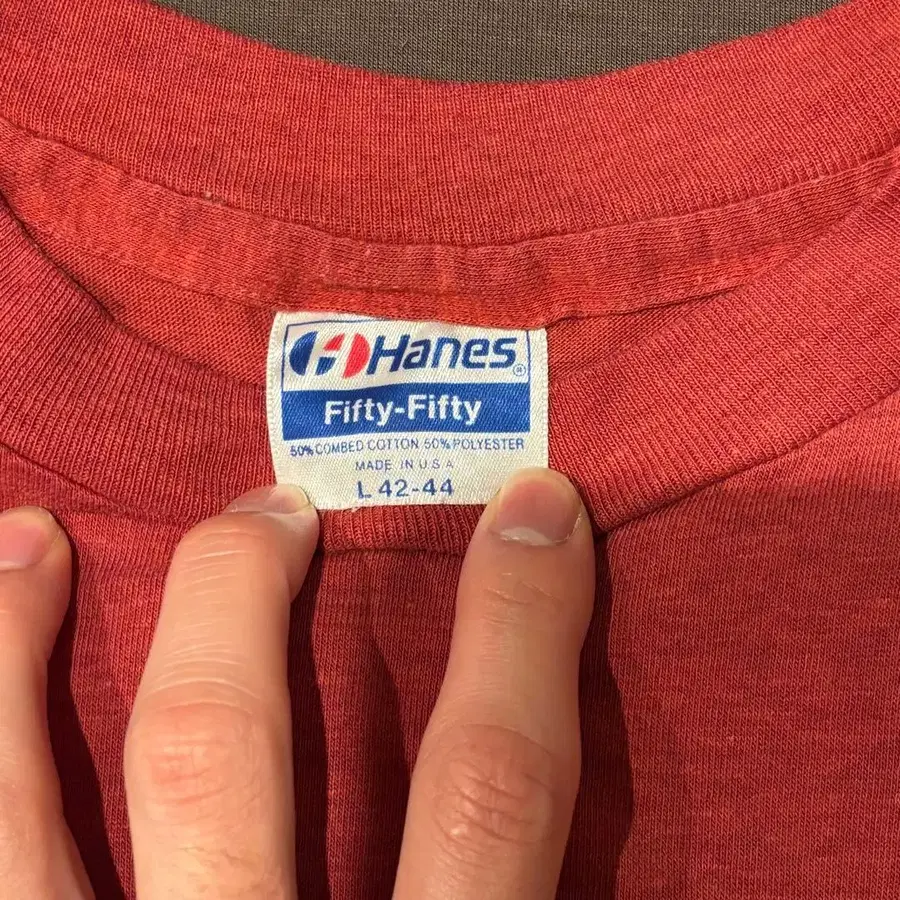 Hanes®
Fifty-Fifty
50% COMBED COTTON 50% POLYESTER
MADE IN U S A
L 42-44